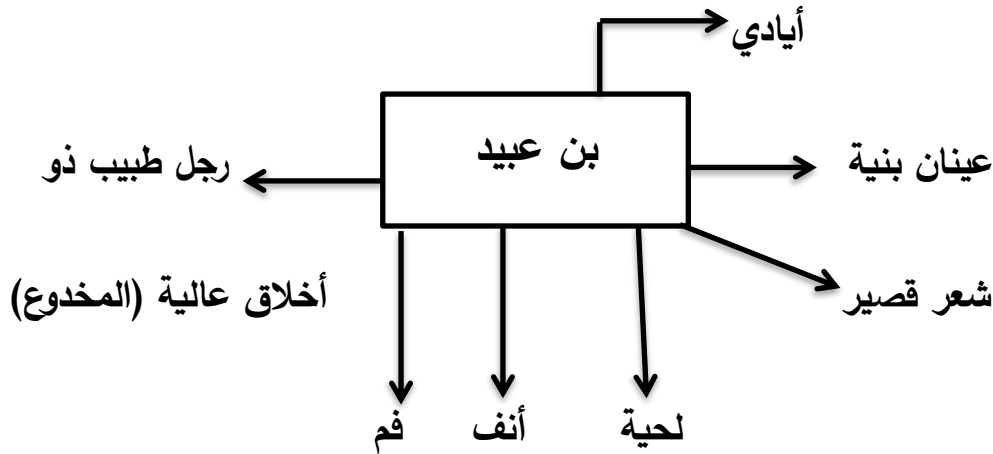 أيادي
بن عبيد
عينان بنية
رجل طبيب ذو
شعر قصير
أخلاق عالية (المخدوع)
لحية
أنف
فم